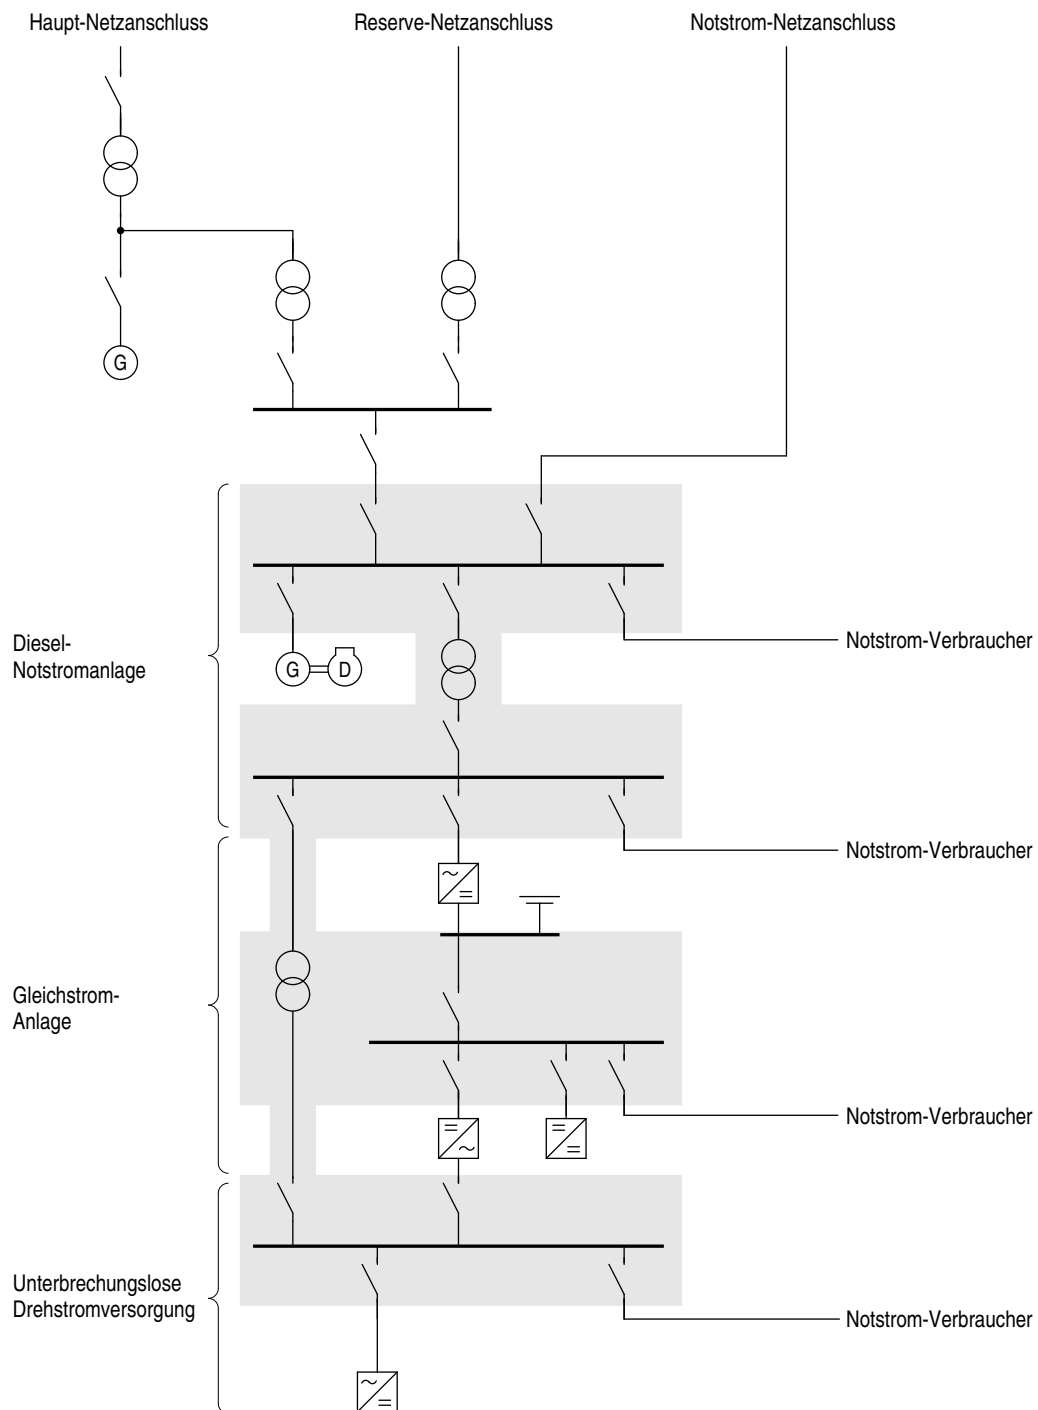 Haupt-Netzanschluss
Reserve-Netzanschluss
Notstrom-Netzanschluss
G
Diesel-
Notstromanlage
G
D
Notstrom-Verbraucher
Notstrom-Verbraucher
Gleichstrom-
Anlage
Notstrom-Verbraucher
Unterbrechungslose
Drehstromversorgung
Notstrom-Verbraucher